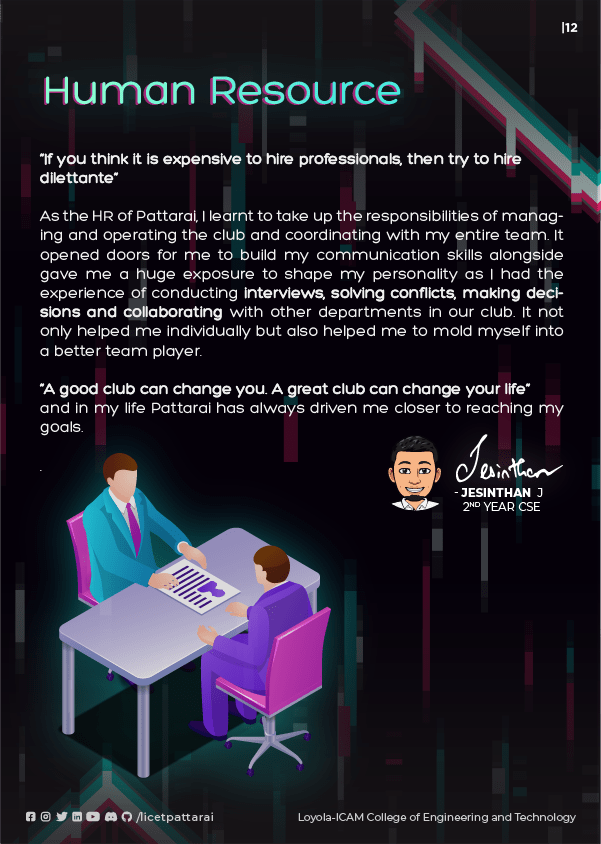 |12
Human Resource
"If you think it is expensive to hire professionals, then try to hire
dilettante"
As the HR of Pattarai, I learnt to take up the responsibilities of manag-
ing and operating the club and coordinating with my entire team. It
opened doors for me to build my communication skills alongside
gave me a huge exposure to shape my personality as I had the
experience of conducting interviews, solving conflicts, making deci-
sions and collaborating with other departments in our club. It not
only helped me individually but also helped me to mold myself into
a better team player.
"A good club can change you. A great club can change your life"
and in my life Pattarai has always driven me closer to reaching my
goals.
.
Jesinthan
- JESINTHAN J
2ND YEAR CSE
/licetpattarai
Loyola-ICAM College of Engineering and Technology